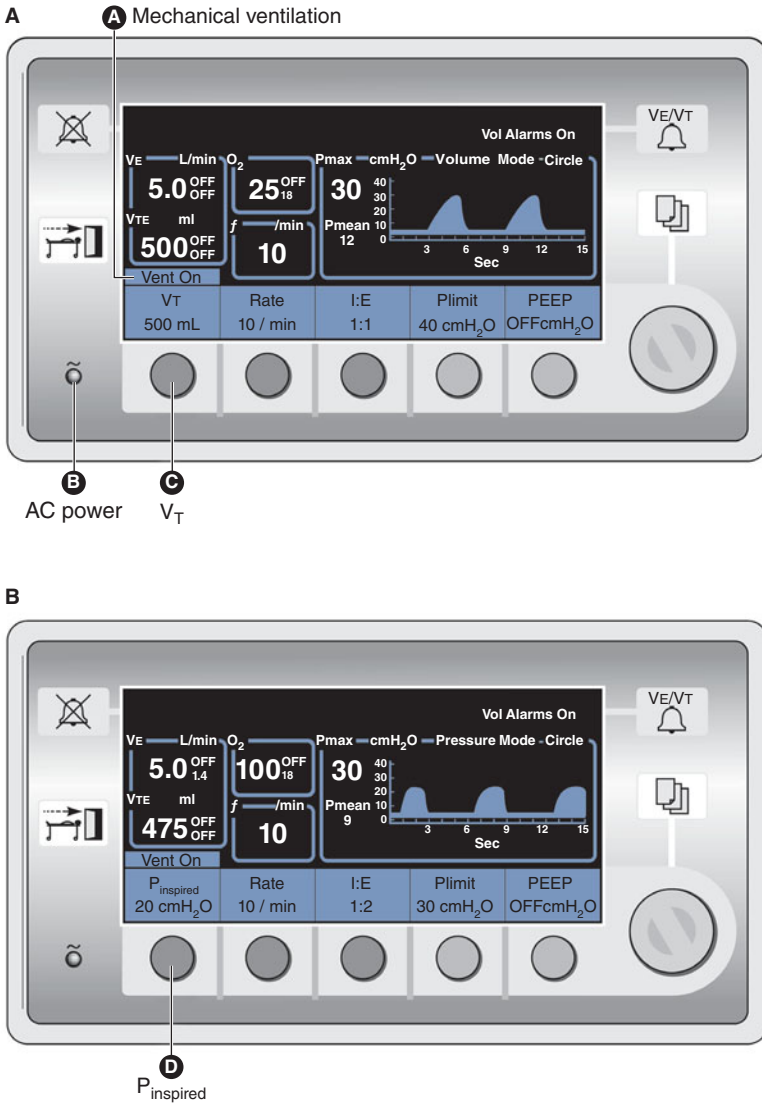 A
A Mechanical ventilation
VE/VT
Vol Alarms On
VE L/min O2 Pmax cmH2O Volume Mode Circle
5.0 OFF OFF
25 OFF 18
30
40
30
20
10
0
3 6 9 12 15
Sec
VTE ml
500 OFF OFF
f /min
10
Pmean
12
Vent On
VT Rate I:E Plimit PEEP
500 mL 10 / min 1:1 40 cmH2O OFFcmH2O
~
B C
AC power VT
B
VE/VT
Vol Alarms On
VE L/min O2 Pmax cmH2O Pressure Mode Circle
5.0 OFF 1.4
100 OFF 18
30
40
30
20
10
0
3 6 9 12 15
Sec
VTE ml
475 OFF OFF
f /min
10
Pmean
9
Vent On
Pinspired Rate I:E Plimit PEEP
20 cmH2O 10 / min 1:2 30 cmH2O OFFcmH2O
~
D
Pinspired